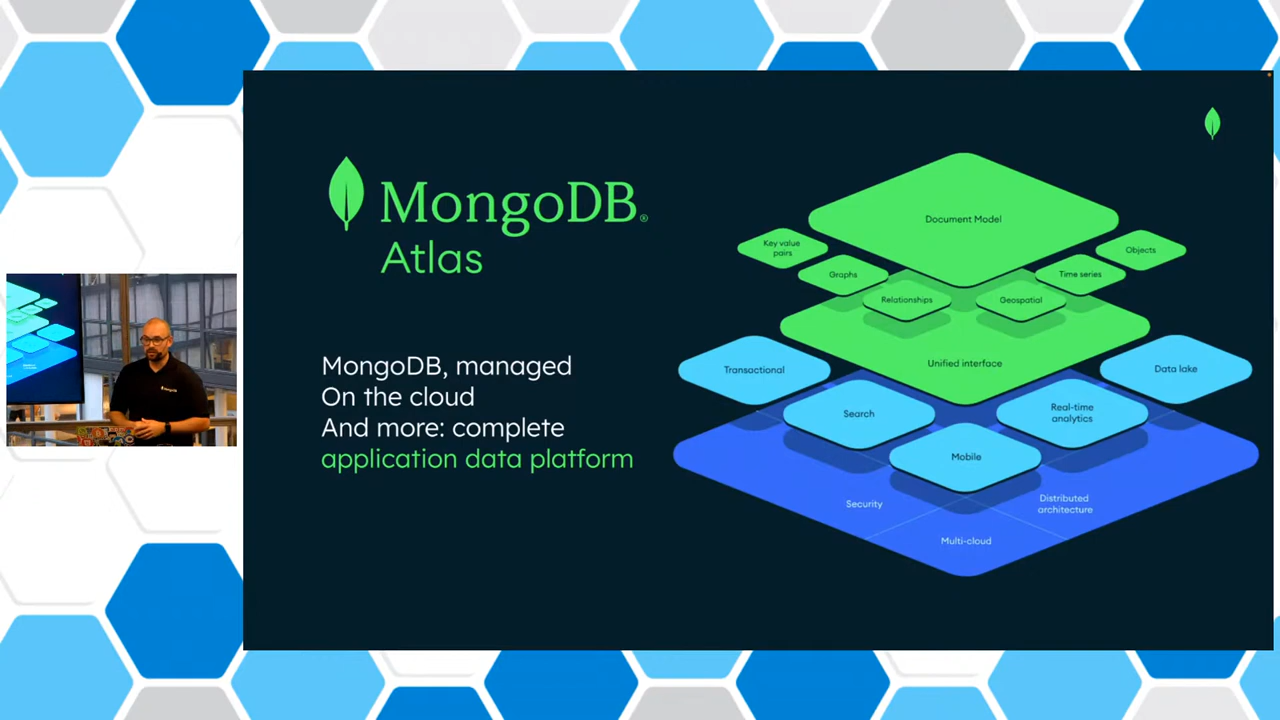 MongoDB®
Atlas
MongoDB, managed
On the cloud
And more: complete
application data platform
Document Model
Key value
pairs
Objects
Graphs
Time series
Relationships
Geospatial
Unified interface
Transactional
Data lake
Search
Real-time
analytics
Mobile
Security
Distributed
architecture
Multi-cloud
MongoDB